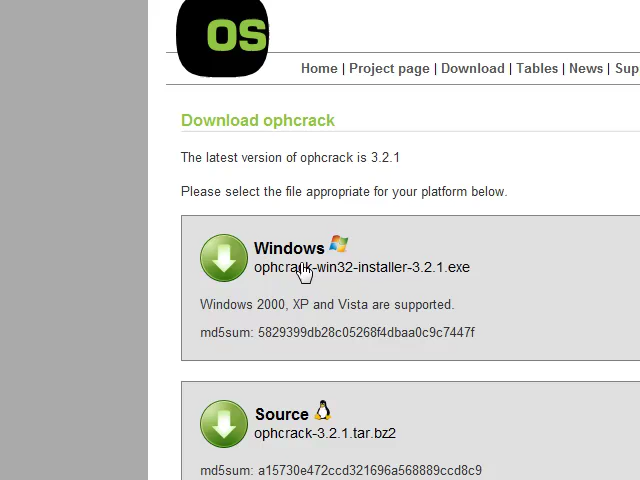 OS
Home | Project page | Download | Tables | News | Sup
Download ophcrack
The latest version of ophcrack is 3.2.1
Please select the file appropriate for your platform below.
Windows
ophcrack-win32-installer-3.2.1.exe
Windows 2000, XP and Vista are supported.
md5sum: 5829399db28c05268f4dbaa0c9c7447f
Source
ophcrack-3.2.1.tar.bz2
md5sum: a15730e472ccd321696a568889ccd8c9